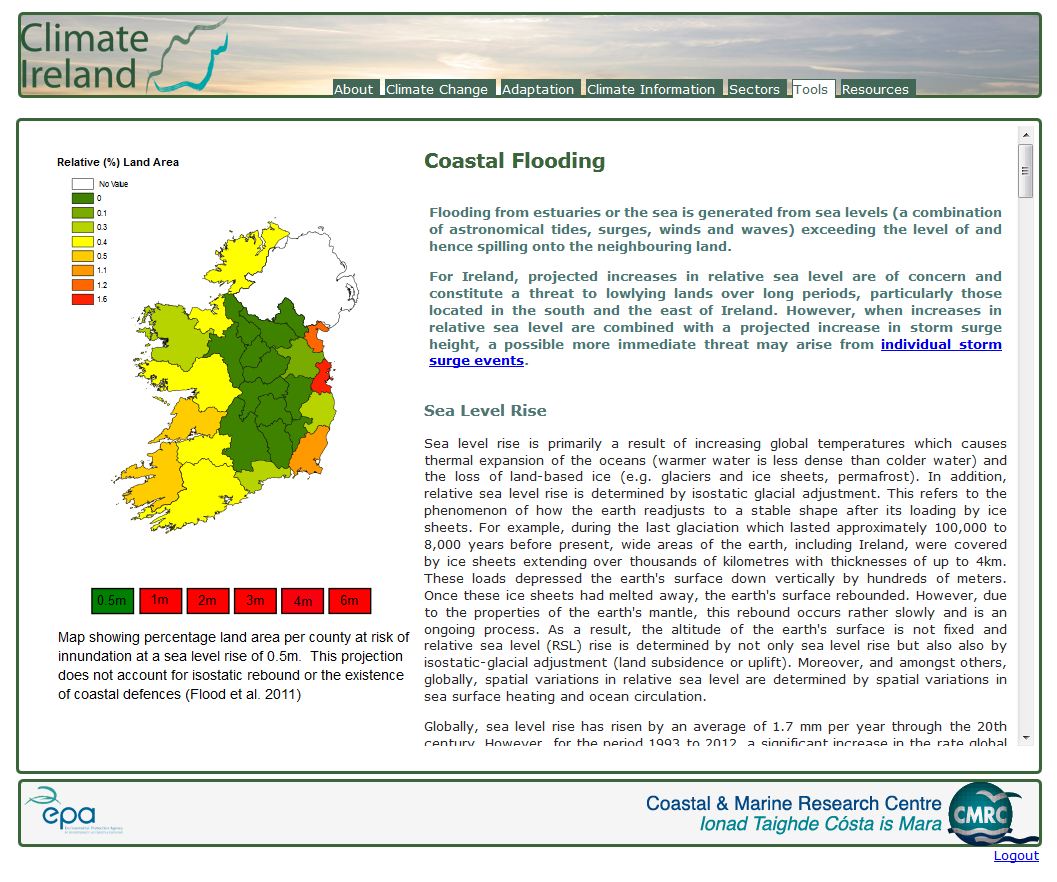 Climate
Ireland
About Climate Change Adaptation Climate Information Sectors Tools Resources
Relative (%) Land Area
No Value
0
0.1
0.3
0.4
0.5
1.1
1.2
1.6
0.5m 1m 2m 3m 4m 6m
Map showing percentage land area per county at risk of
innundation at a sea level rise of 0.5m. This projection
does not account for isostatic rebound or the existence
of coastal defences (Flood et al. 2011)
Coastal Flooding
Flooding from estuaries or the sea is generated from sea levels (a combination
of astronomical tides, surges, winds and waves) exceeding the level of and
hence spilling onto the neighbouring land.
For Ireland, projected increases in relative sea level are of concern and
constitute a threat to lowlying lands over long periods, particularly those
located in the south and the east of Ireland. However, when increases in
relative sea level are combined with a projected increase in storm surge
height, a possible more immediate threat may arise from individual storm
surge events.
Sea Level Rise
Sea level rise is primarily a result of increasing global temperatures which causes
thermal expansion of the oceans (warmer water is less dense than colder water) and
the loss of land-based ice (e.g. glaciers and ice sheets, permafrost). In addition,
relative sea level rise is determined by isostatic glacial adjustment. This refers to the
phenomenon of how the earth readjusts to a stable shape after its loading by ice
sheets. For example, during the last glaciation which lasted approximately 100,000 to
8,000 years before present, wide areas of the earth, including Ireland, were covered
by ice sheets extending over thousands of kilometres with thicknesses of up to 4km.
These loads depressed the earth's surface down vertically by hundreds of meters.
Once these ice sheets had melted away, the earth's surface rebounded. However, due
to the properties of the earth's mantle, this rebound occurs rather slowly and is an
ongoing process. As a result, the altitude of the earth's surface is not fixed and
relative sea level (RSL) rise is determined by not only sea level rise but also also by
isostatic-glacial adjustment (land subsidence or uplift). Moreover, and amongst others,
globally, spatial variations in relative sea level are determined by spatial variations in
sea surface heating and ocean circulation.
Globally, sea level rise has risen by an average of 1.7 mm per year through the 20th
century. However, for the period 1993 to 2012, a significant increase in the rate global
epa
Environmental Protection Agency
Coastal & Marine Research Centre
Ionad Taighde Cósta is Mara
CMRC
Logout